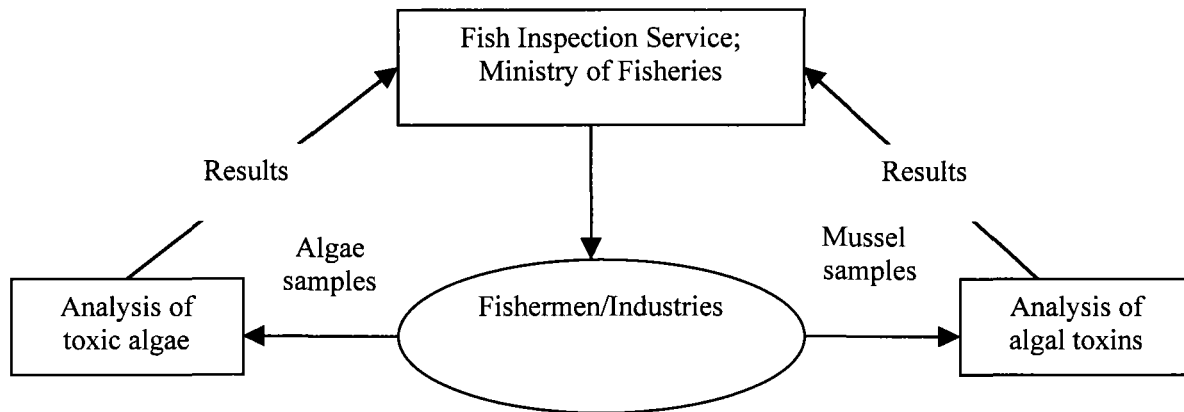 Fish Inspection Service;
Ministry of Fisheries
Results
Results
Algae
samples
Mussel
samples
Analysis of
toxic algae
Fishermen/Industries
Analysis of
algal toxins